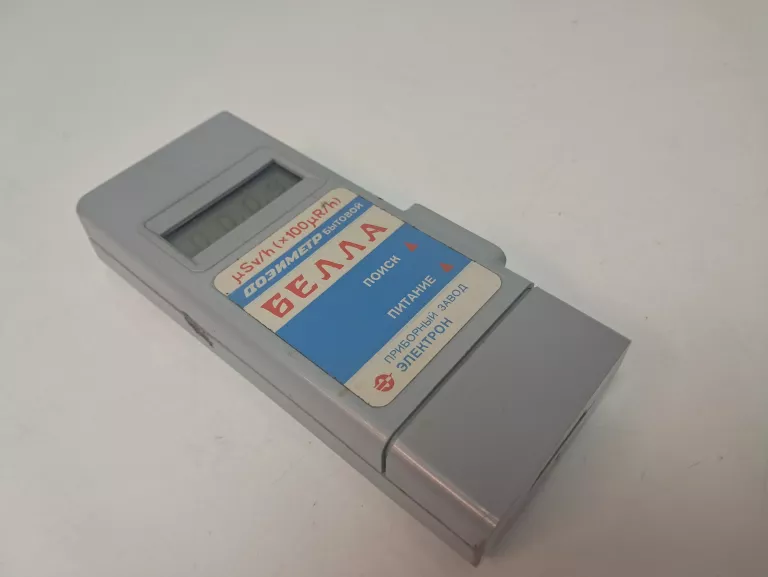 μSv/h (×100μR/h)
ДОЗИМЕТР БЫТОВОЙ
БЕЛЛА
ПОИСК
ПИТАНИЕ
ПРИБОРНЫЙ ЗАВОД
ЭЛЕКТРОН